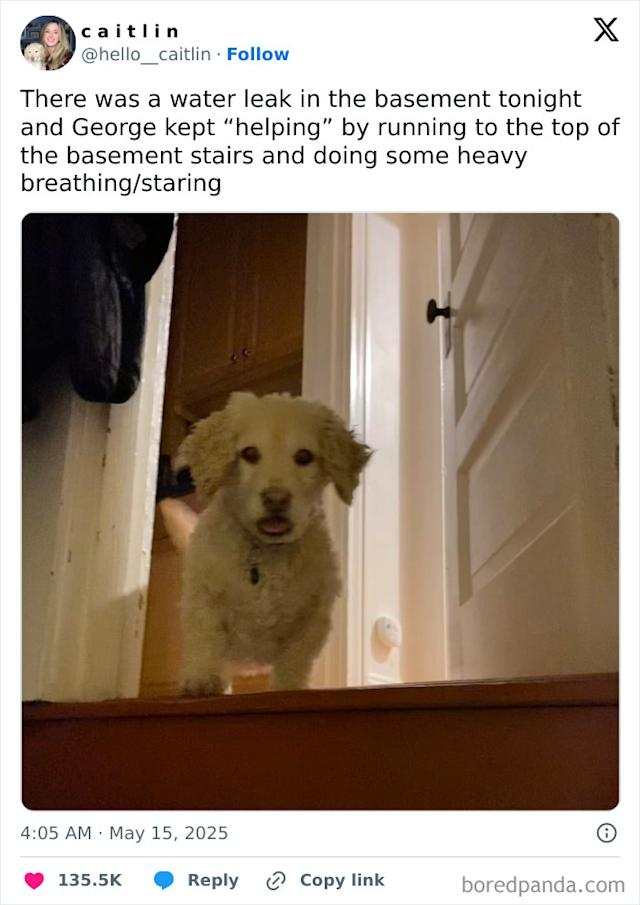 caitlin
@hello__caitlin · Follow
There was a water leak in the basement tonight
and George kept “helping” by running to the top of
the basement stairs and doing some heavy
breathing/staring
4:05 AM · May 15, 2025
135.5K Reply Copy link
boredpanda.com